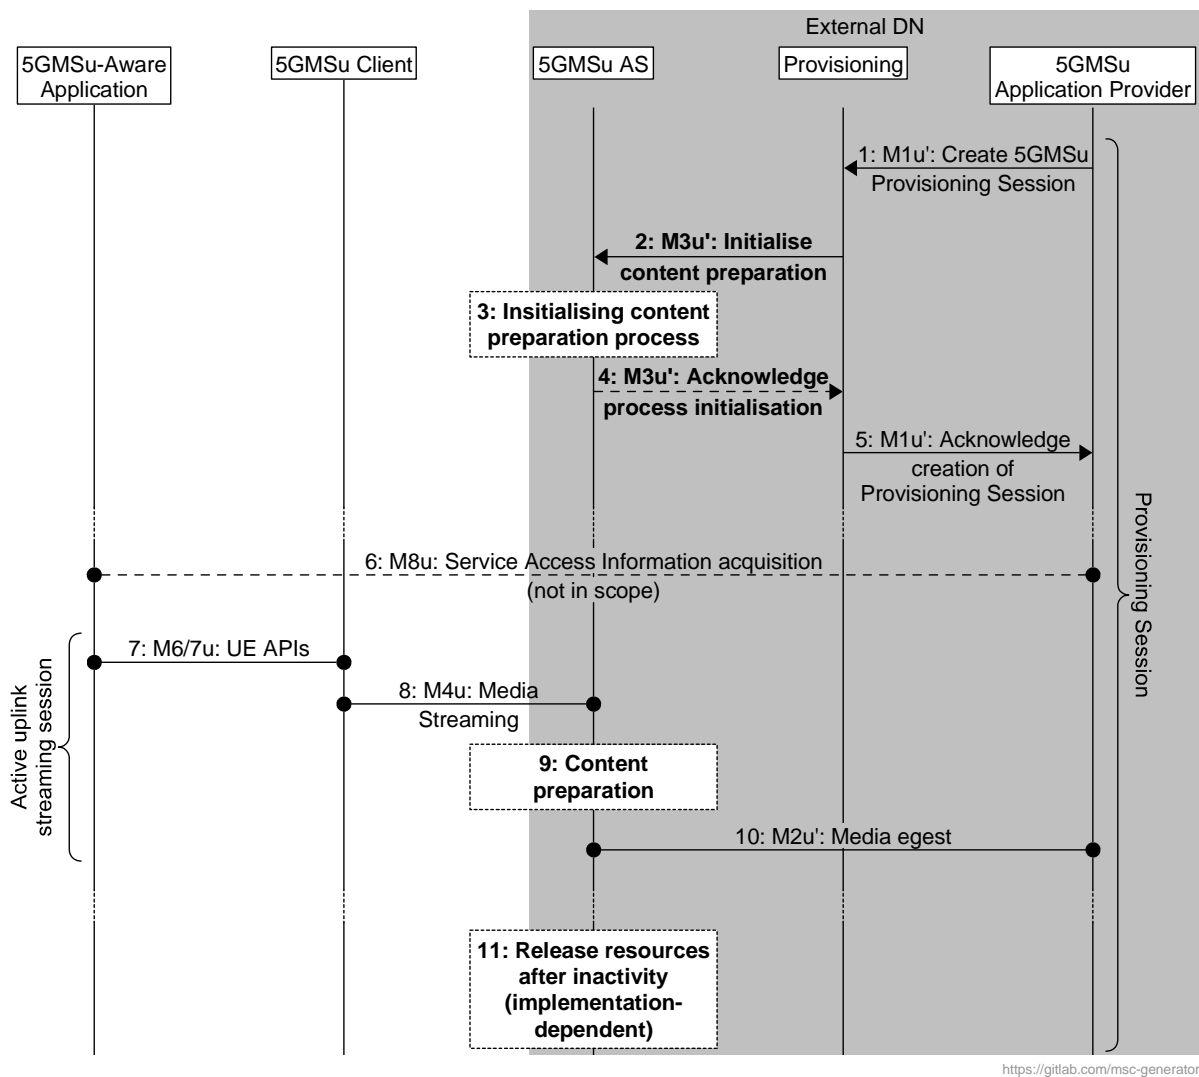 External DN
5GMSu-Aware
Application
5GMSu Client
5GMSu AS
Provisioning
5GMSu
Application Provider
1: M1u': Create 5GMSu
Provisioning Session
2: M3u': Initialise
content preparation
3: Insitialising content
preparation process
4: M3u': Acknowledge
process initialisation
5: M1u': Acknowledge
creation of
Provisioning Session
6: M8u: Service Access Information acquisition
(not in scope)
Provisioning Session
7: M6/7u: UE APIs
8: M4u: Media
Streaming
Active uplink
streaming session
9: Content
preparation
10: M2u': Media egest
11: Release resources
after inactivity
(implementation-
dependent)
https://gitlab.com/msc-generator